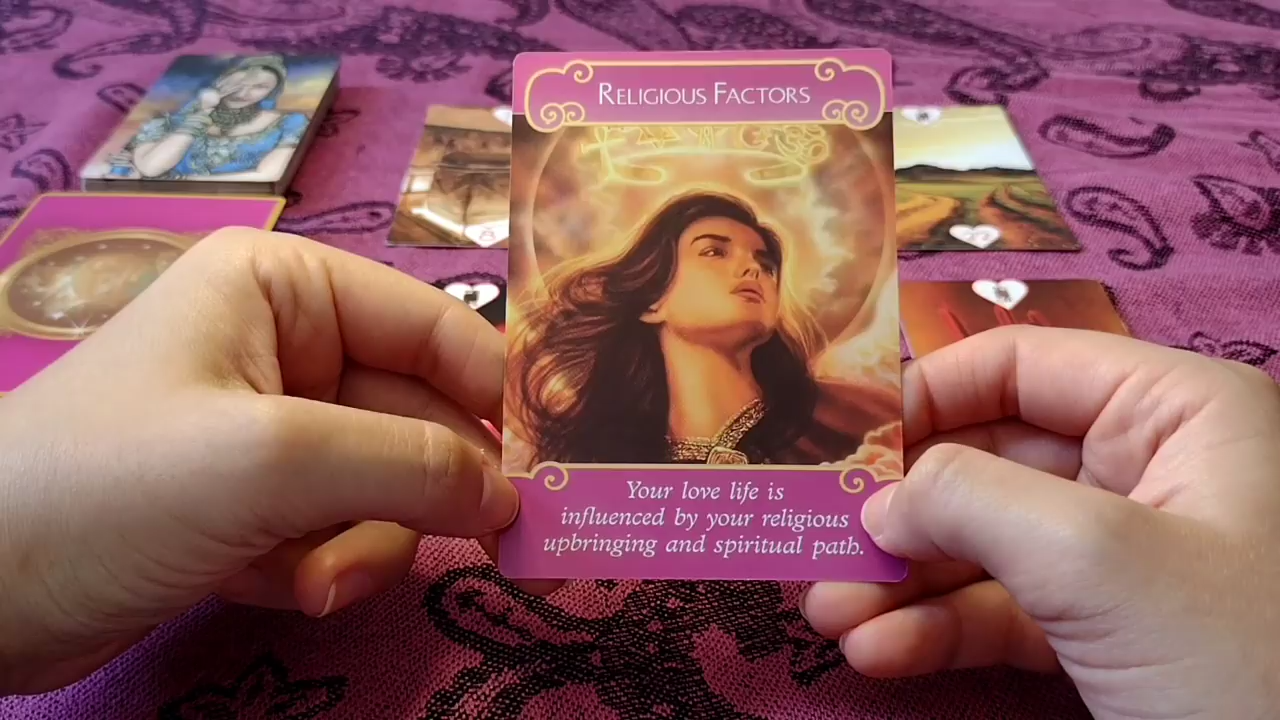 Religious Factors
Your love life is
influenced by your religious
upbringing and spiritual path.